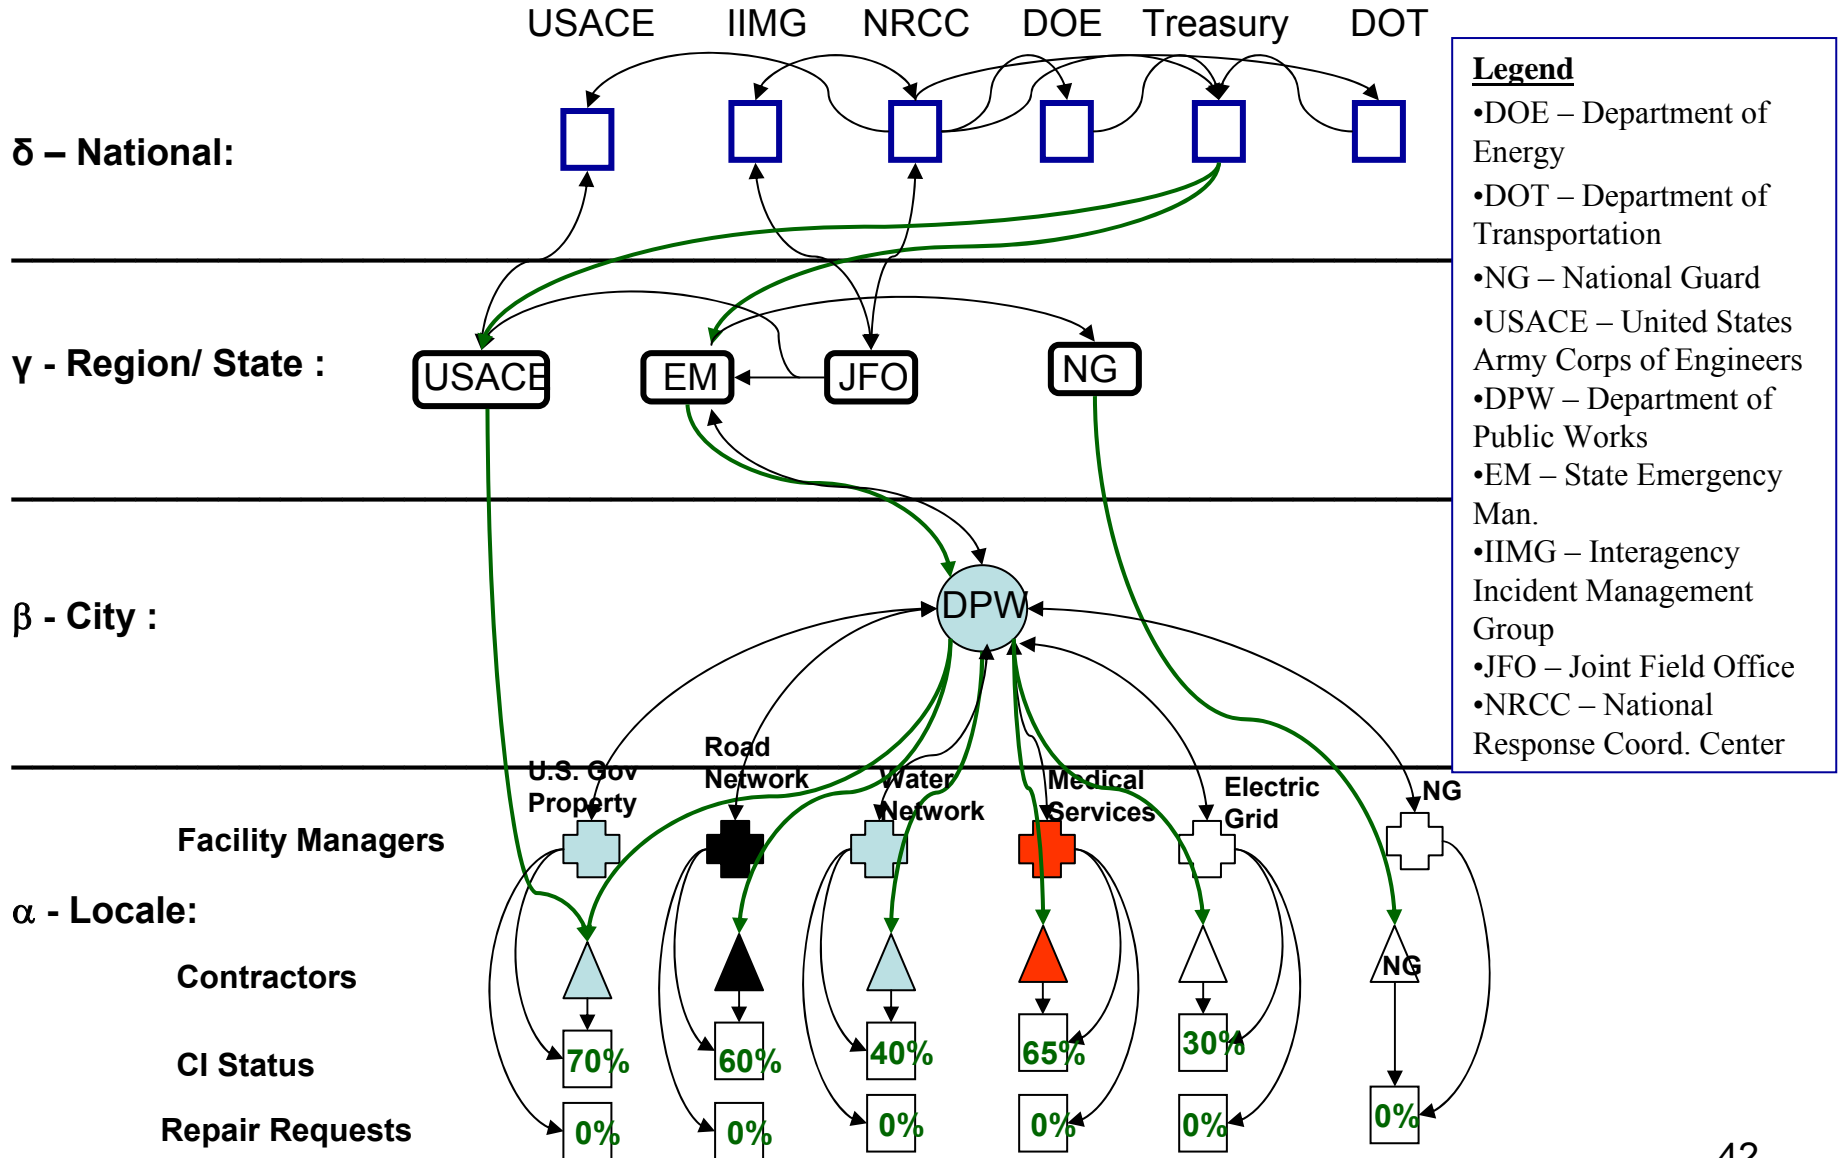 USACE IIMG NRCC DOE Treasury DOT
Legend
•DOE – Department of
Energy
•DOT – Department of
Transportation
•NG – National Guard
•USACE – United States
Army Corps of Engineers
•DPW – Department of
Public Works
•EM – State Emergency
Man.
•IIMG – Interagency
Incident Management
Group
•JFO – Joint Field Office
•NRCC – National
Response Coord. Center
δ – National:
γ - Region/ State :
USACE EM JFO NG
β - City :
DPW
U.S. Gov
Property
Road
Network
Water
Network
Medical
Services
Electric
Grid
NG
Facility Managers
α - Locale:
Contractors
NG
CI Status
70% 60% 40% 65% 30%
Repair Requests
0% 0% 0% 0% 0% 0%
42